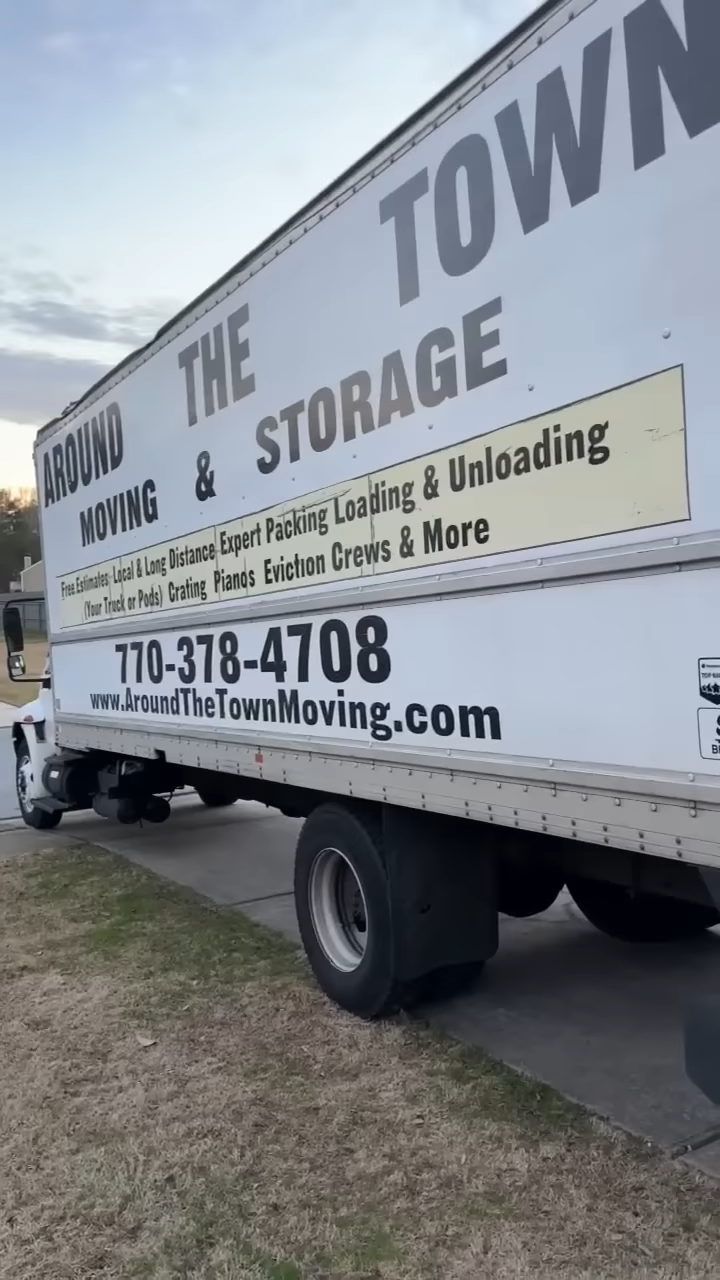 AROUND THE TOWN
MOVING & STORAGE
Free Estimates Local & Long Distance Expert Packing Loading & Unloading
(Your Truck or Pods) Crating Pianos Eviction Crews & More
770-378-4708
www.AroundTheTownMoving.com